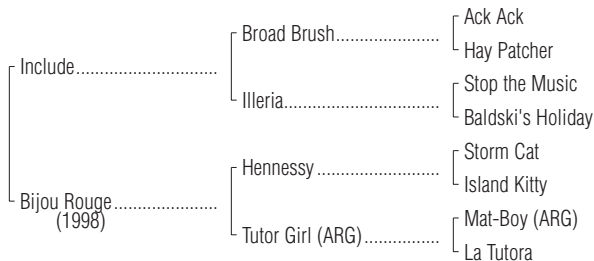 Ack Ack
Broad Brush
Hay Patcher
Include
Stop the Music
Illeria
Baldski's Holiday
Storm Cat
Hennessy
Island Kitty
Bijou Rouge
(1998)
Mat-Boy (ARG)
Tutor Girl (ARG)
La Tutora